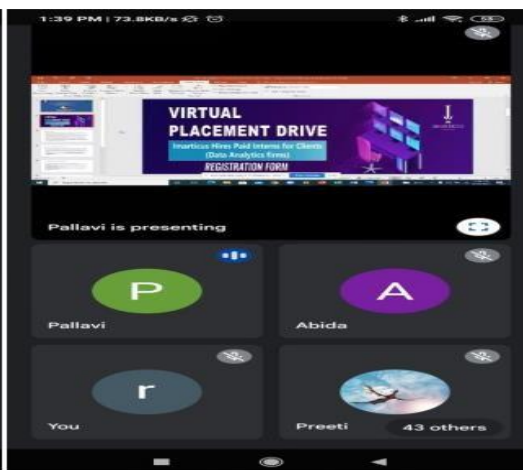 1:39 PM | 73.8KB/s
VIRTUAL
PLACEMENT DRIVE
Imarticus Hires Paid Interns for Clients
(Data Analytics firms)
REGISTRATION FORM
Pallavi is presenting
P
Pallavi
A
Abida
r
You
Preeti
43 others